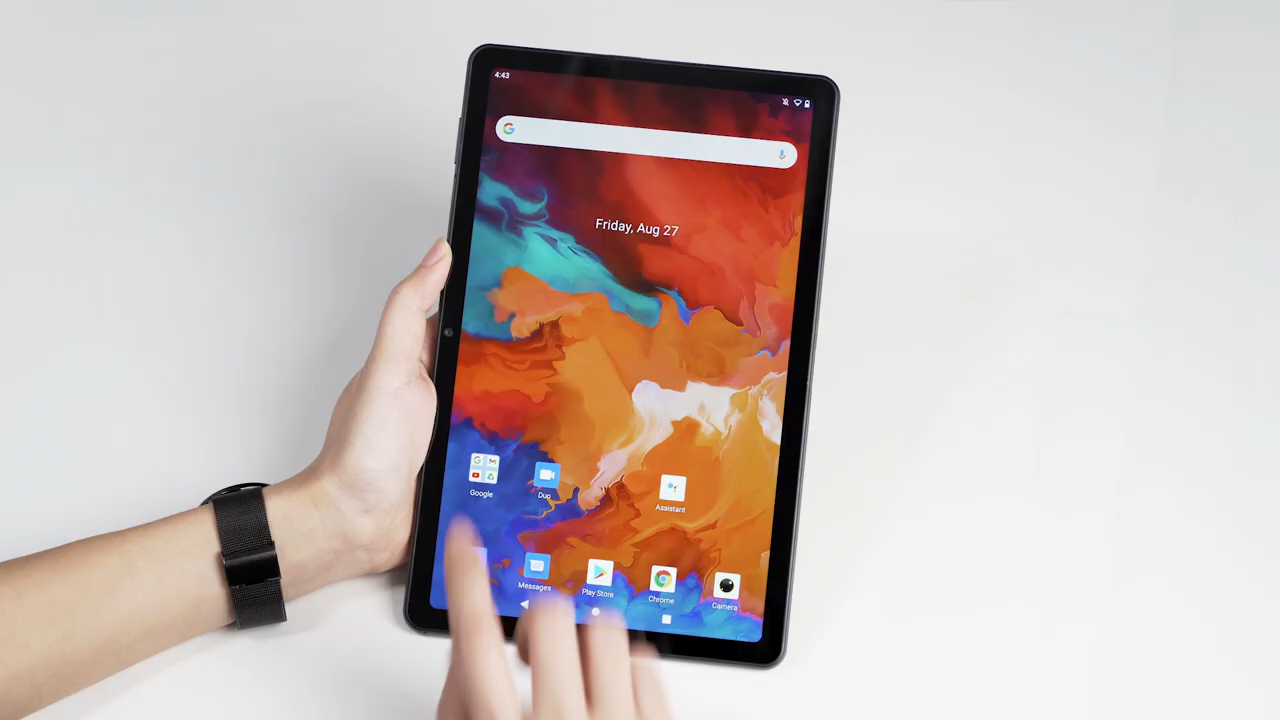 4:43
Friday, Aug 27
Google
Duo
Assistant
Messages
Play Store
Chrome
Camera